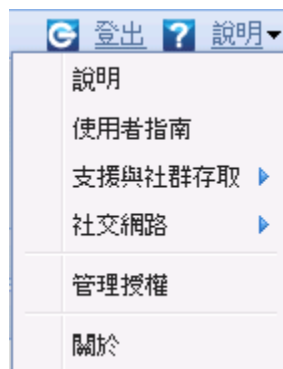 登出 ? 說明
說明
使用者指南
支援與社群存取
社交網路
管理授權
關於